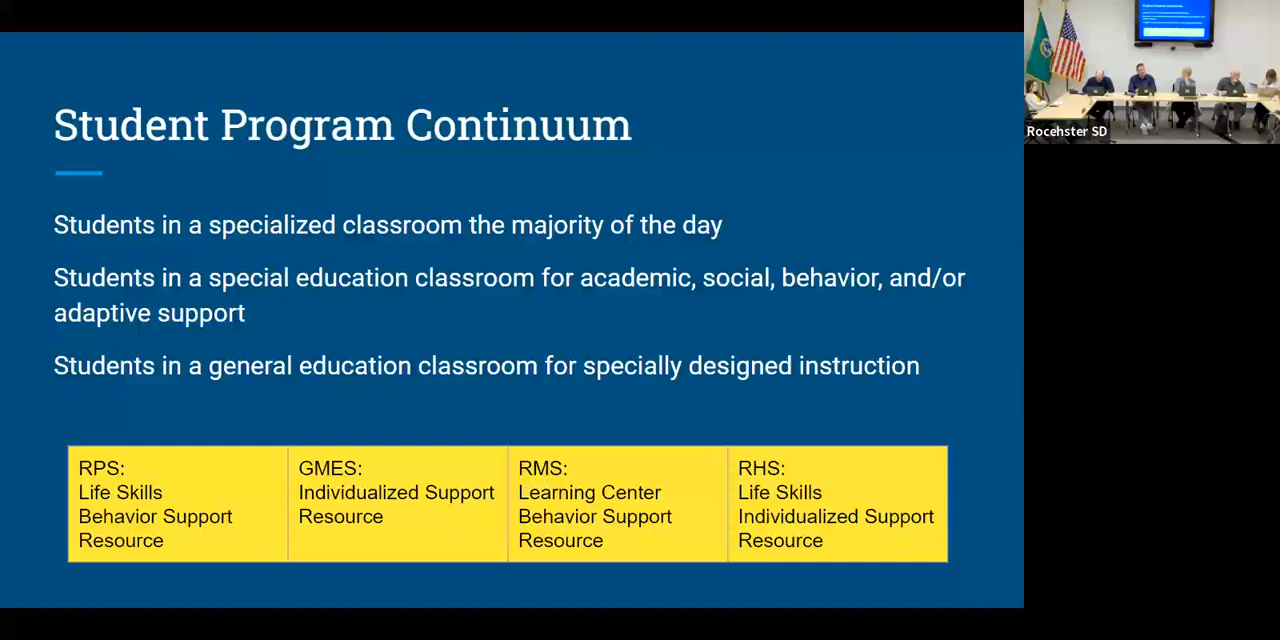 Student Program Continuum
Students in a specialized classroom the majority of the day
Students in a special education classroom for academic, social, behavior, and/or
adaptive support
Students in a general education classroom for specially designed instruction
RPS:
Life Skills
Behavior Support
Resource
GMES:
Individualized Support
Resource
RMS:
Learning Center
Behavior Support
Resource
RHS:
Life Skills
Individualized Support
Resource
Rocehster SD